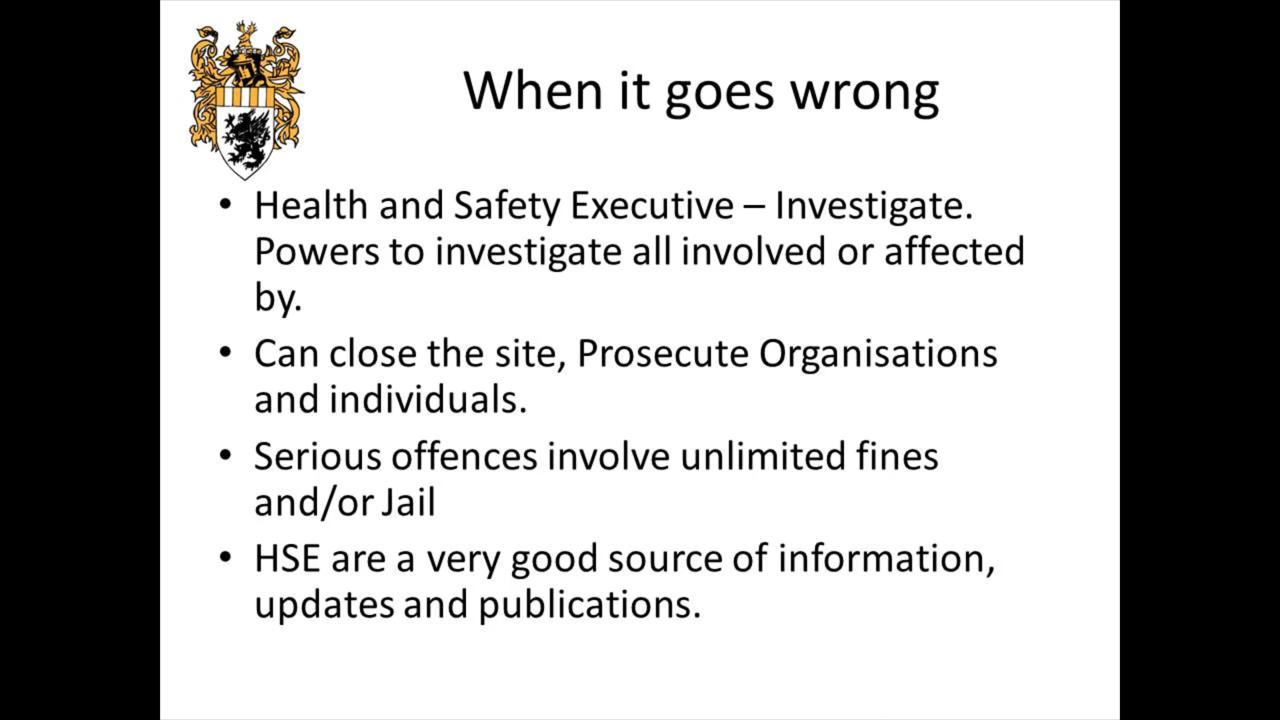 When it goes wrong
• Health and Safety Executive – Investigate.
Powers to investigate all involved or affected
by.
• Can close the site, Prosecute Organisations
and individuals.
• Serious offences involve unlimited fines
and/or Jail
• HSE are a very good source of information,
updates and publications.